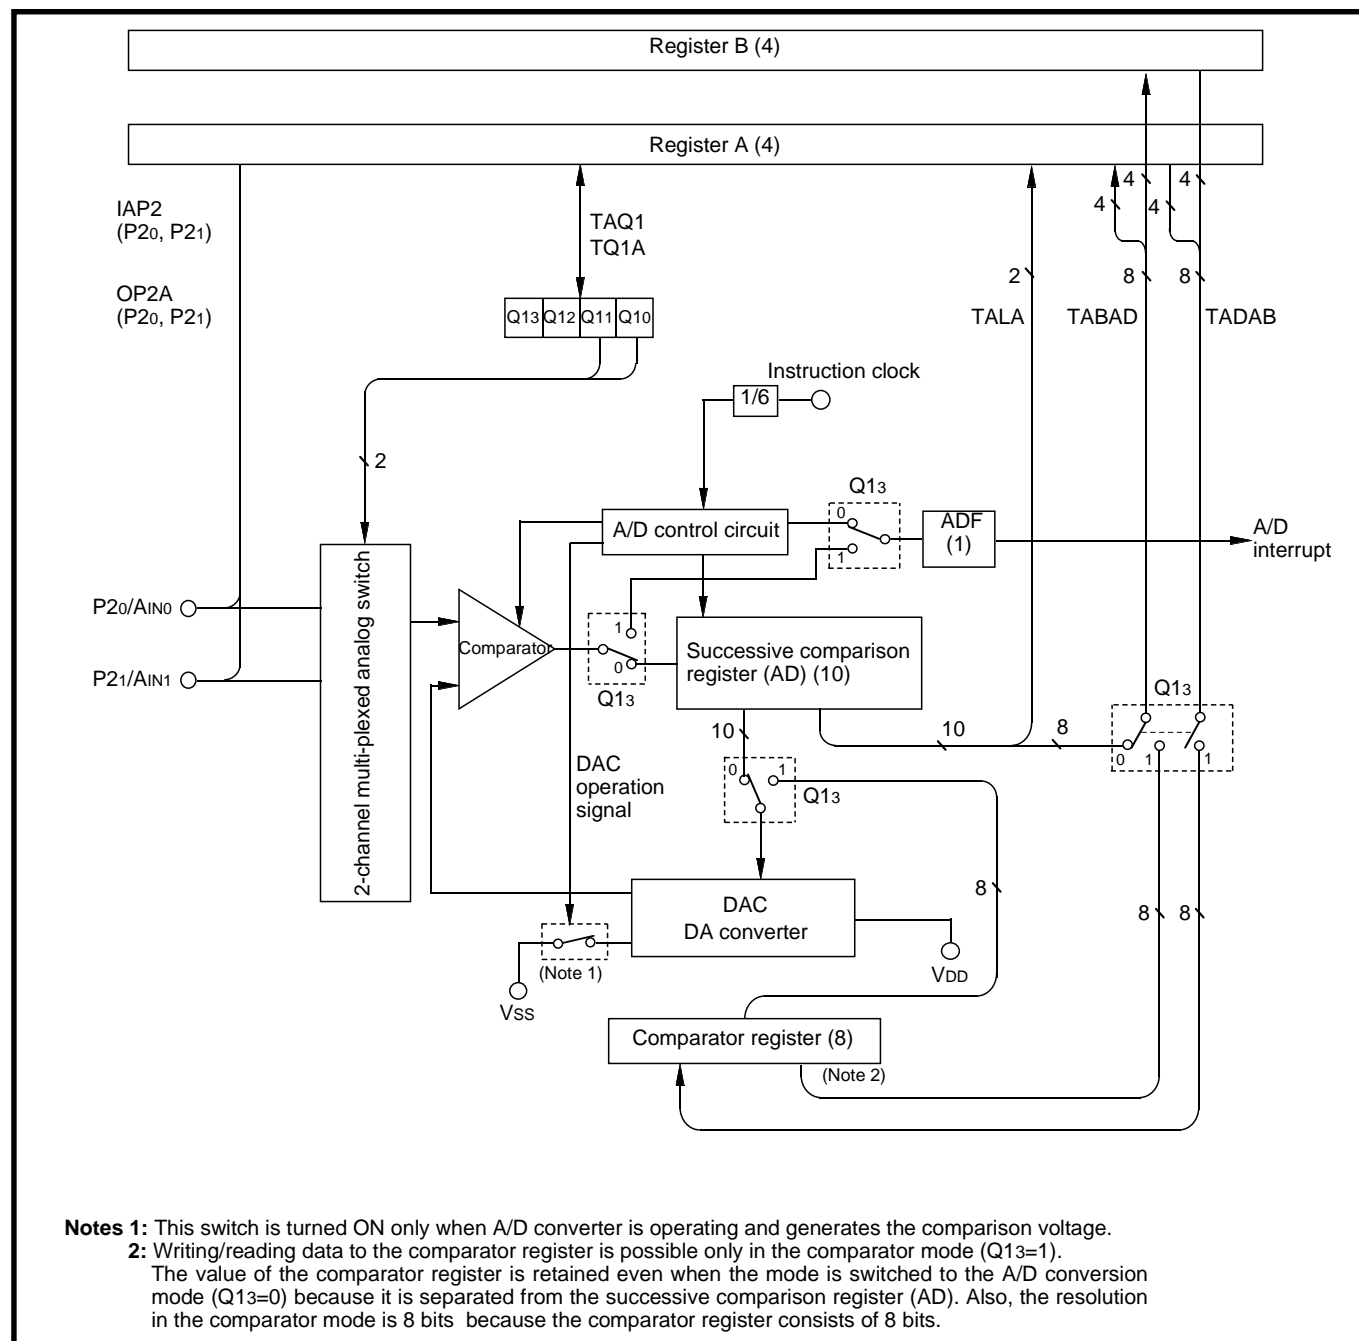 Register B (4)
Register A (4)
IAP2
(P20, P21)
OP2A
(P20, P21)
TAQ1
TQ1A
4
4
4
4
2
8
8
TALA
TABAD
TADAB
Q13
Q12
Q11
Q10
Instruction clock
1/6
2
Q13
0
1
A/D control circuit
ADF
(1)
A/D
interrupt
2-channel multi-plexed analog switch
P20/AIN0
P21/AIN1
Comparator
1
0
Q13
Successive comparison
register (AD) (10)
10
10
8
Q13
0
1
1
DAC
operation
signal
0
1
Q13
8
8
8
DAC
DA converter
(Note 1)
VSS
VDD
Comparator register (8)
(Note 2)
Notes 1: This switch is turned ON only when A/D converter is operating and generates the comparison voltage.
2: Writing/reading data to the comparator register is possible only in the comparator mode (Q13=1).
The value of the comparator register is retained even when the mode is switched to the A/D conversion
mode (Q13=0) because it is separated from the successive comparison register (AD). Also, the resolution
in the comparator mode is 8 bits because the comparator register consists of 8 bits.